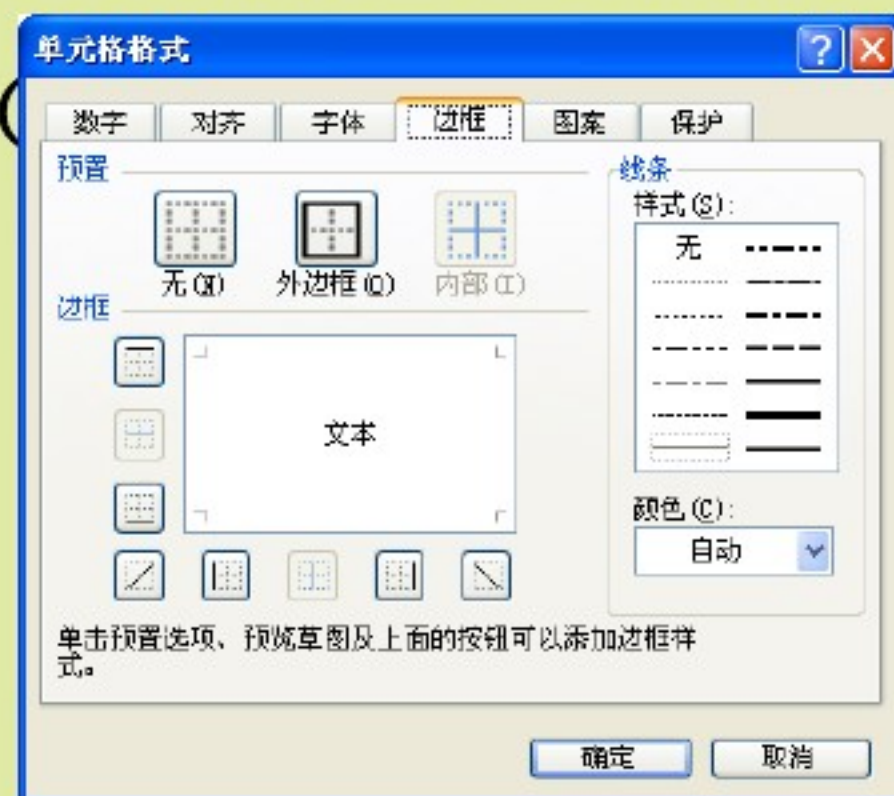 单元格格式
数字 对齐 字体 边框 图案 保护
预置
无(N) 外边框(O) 内部(I)
边框
文本
线条
样式(S):
无
颜色(C):
自动
单击预置选项、预览草图及上面的按钮可以添加边框样
式。
确定 取消